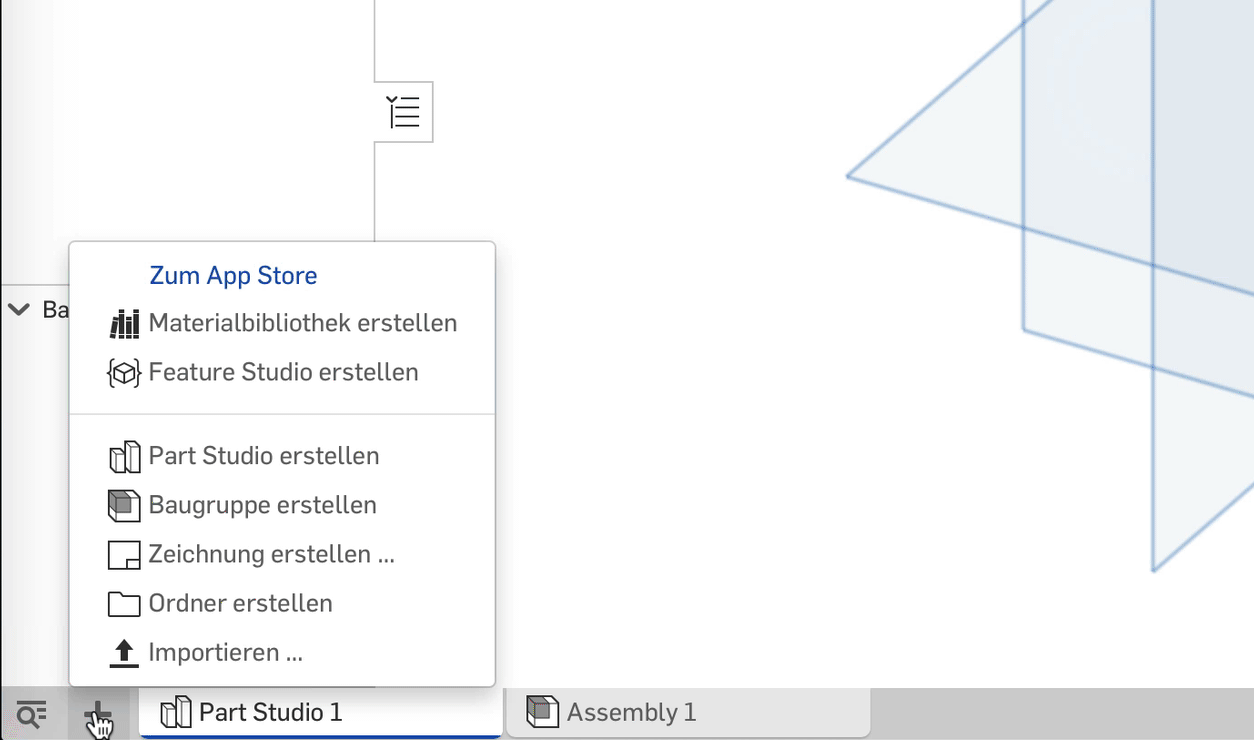 Zum App Store
Ba
Materialbibliothek erstellen
Feature Studio erstellen
Part Studio erstellen
Baugruppe erstellen
Zeichnung erstellen ...
Ordner erstellen
Importieren ...
Part Studio 1
Assembly 1